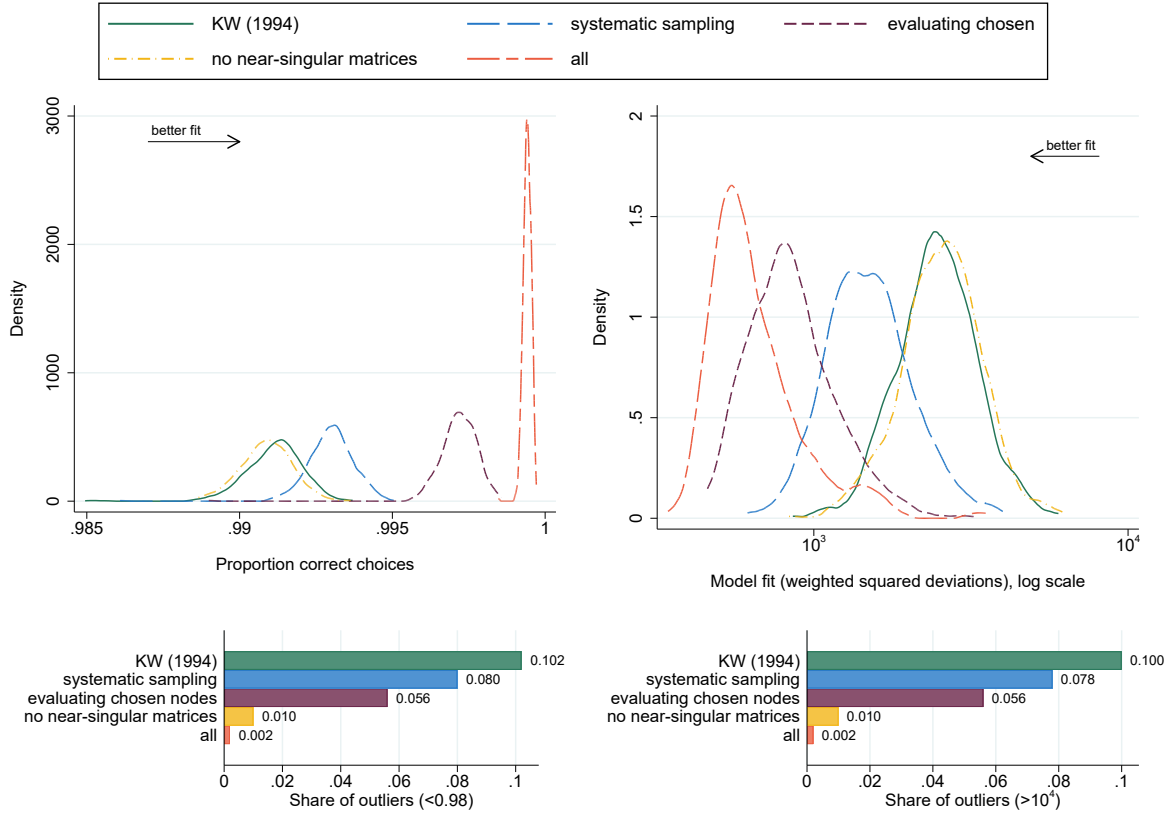 KW (1994) systematic sampling evaluating chosen
no near-singular matrices all
better fit
3000
2000
1000
0
Density
.985 .99 .995 1
Proportion correct choices
better fit
2
1.5
1
.5
0
Density
10³ 10⁴
Model fit (weighted squared deviations), log scale
KW (1994) 0.102
systematic sampling 0.080
evaluating chosen nodes 0.056
no near-singular matrices 0.010
all 0.002
0 .02 .04 .06 .08 .1
Share of outliers (<0.98)
KW (1994) 0.100
systematic sampling 0.078
evaluating chosen nodes 0.056
no near-singular matrices 0.010
all 0.002
0 .02 .04 .06 .08 .1
Share of outliers (>10⁴)